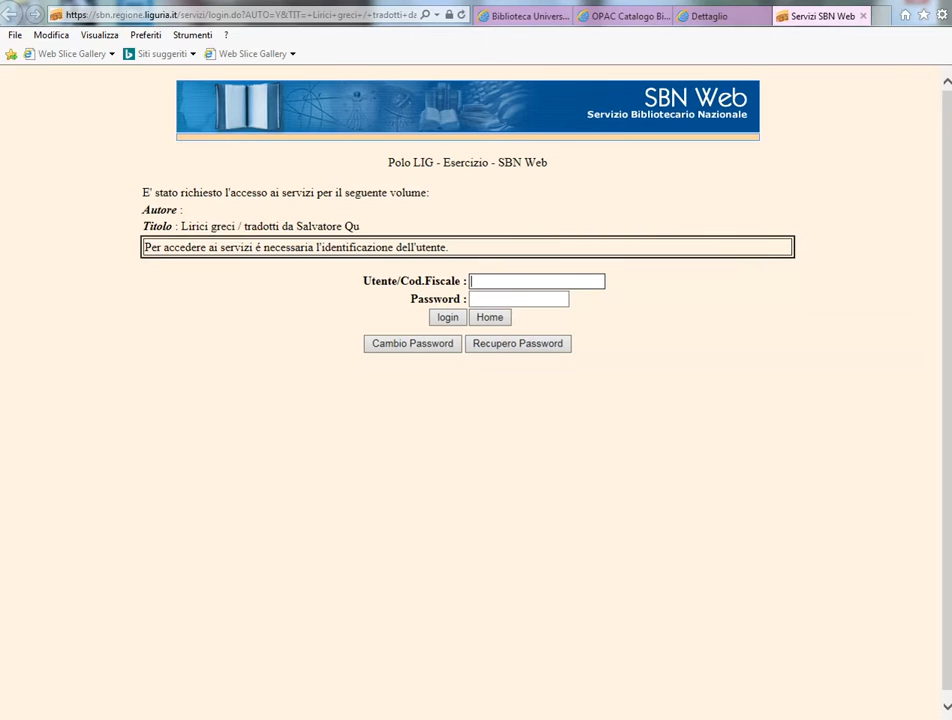 https://sbn.regione.liguria.it/servizi/login.do?AUTO=Y&TIT=+Lirici+greci+/+tradotti+da
Biblioteca Univers...
OPAC Catalogo Bi...
Dettaglio
Servizi SBN Web
File Modifica Visualizza Preferiti Strumenti ?
Web Slice Gallery Siti suggeriti Web Slice Gallery
SBN Web
Servizio Bibliotecario Nazionale
Polo LIG - Esercizio - SBN Web
E' stato richiesto l'accesso ai servizi per il seguente volume:
Autore :
Titolo : Lirici greci / tradotti da Salvatore Qu
Per accedere ai servizi é necessaria l'identificazione dell'utente.
Utente/Cod.Fiscale :
Password :
login Home
Cambio Password Recupero Password